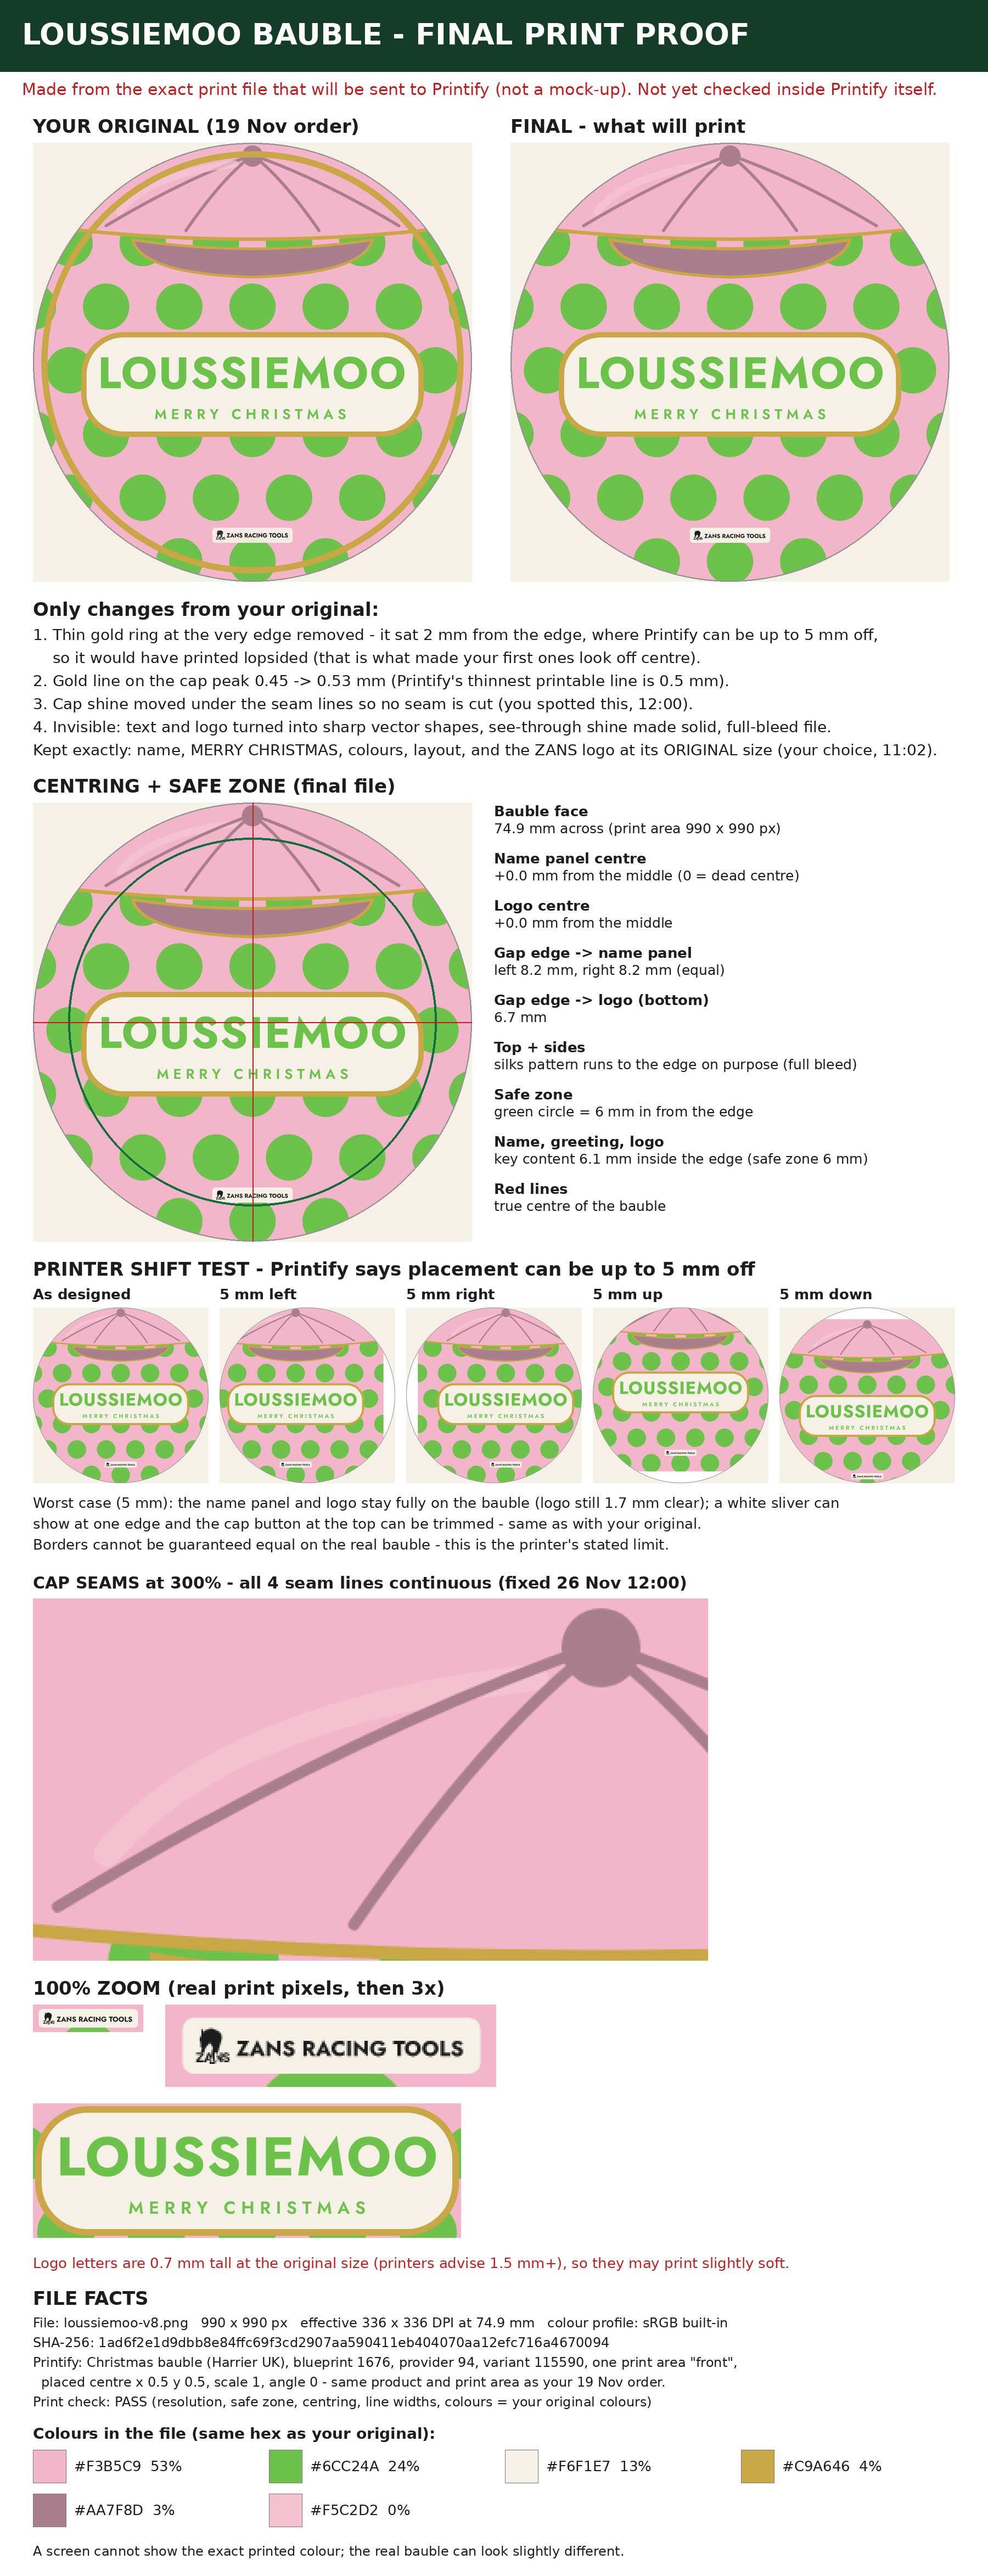 LOUSSIEMOO BAUBLE - FINAL PRINT PROOF
Made from the exact print file that will be sent to Printify (not a mock-up). Not yet checked inside Printify itself.
YOUR ORIGINAL (19 Nov order)
FINAL - what will print
LOUSSIEMOO
MERRY CHRISTMAS
ZANS RACING TOOLS
LOUSSIEMOO
MERRY CHRISTMAS
ZANS RACING TOOLS
Only changes from your original:
1. Thin gold ring at the very edge removed - it sat 2 mm from the edge, where Printify can be up to 5 mm off,
so it would have printed lopsided (that is what made your first ones look off centre).
2. Gold line on the cap peak 0.45 -> 0.53 mm (Printify's thinnest printable line is 0.5 mm).
3. Cap shine moved under the seam lines so no seam is cut (you spotted this, 12:00).
4. Invisible: text and logo turned into sharp vector shapes, see-through shine made solid, full-bleed file.
Kept exactly: name, MERRY CHRISTMAS, colours, layout, and the ZANS logo at its ORIGINAL size (your choice, 11:02).
CENTRING + SAFE ZONE (final file)
LOUSSIEMOO
MERRY CHRISTMAS
ZANS RACING TOOLS
Bauble face
74.9 mm across (print area 990 x 990 px)
Name panel centre
+0.0 mm from the middle (0 = dead centre)
Logo centre
+0.0 mm from the middle
Gap edge -> name panel
left 8.2 mm, right 8.2 mm (equal)
Gap edge -> logo (bottom)
6.7 mm
Top + sides
silks pattern runs to the edge on purpose (full bleed)
Safe zone
green circle = 6 mm in from the edge
Name, greeting, logo
key content 6.1 mm inside the edge (safe zone 6 mm)
Red lines
true centre of the bauble
PRINTER SHIFT TEST - Printify says placement can be up to 5 mm off
As designed
5 mm left
5 mm right
5 mm up
5 mm down
LOUSSIEMOO
MERRY CHRISTMAS
ZANS RACING TOOLS
LOUSSIEMOO
MERRY CHRISTMAS
ZANS RACING TOOLS
LOUSSIEMOO
MERRY CHRISTMAS
ZANS RACING TOOLS
LOUSSIEMOO
MERRY CHRISTMAS
ZANS RACING TOOLS
LOUSSIEMOO
MERRY CHRISTMAS
ZANS RACING TOOLS
Worst case (5 mm): the name panel and logo stay fully on the bauble (logo still 1.7 mm clear); a white sliver can
show at one edge and the cap button at the top can be trimmed - same as with your original.
Borders cannot be guaranteed equal on the real bauble - this is the printer's stated limit.
CAP SEAMS at 300% - all 4 seam lines continuous (fixed 26 Nov 12:00)
100% ZOOM (real print pixels, then 3x)
ZANS RACING TOOLS
ZANS
ZANS RACING TOOLS
LOUSSIEMOO
MERRY CHRISTMAS
Logo letters are 0.7 mm tall at the original size (printers advise 1.5 mm+), so they may print slightly soft.
FILE FACTS
File: loussiemoo-v8.png 990 x 990 px effective 336 x 336 DPI at 74.9 mm colour profile: sRGB built-in
SHA-256: 1ad6f2e1d9dbb8e84ffc69f3cd2907aa590411eb404070aa12efc716a4670094
Printify: Christmas bauble (Harrier UK), blueprint 1676, provider 94, variant 115590, one print area "front",
placed centre x 0.5 y 0.5, scale 1, angle 0 - same product and print area as your 19 Nov order.
Print check: PASS (resolution, safe zone, centring, line widths, colours = your original colours)
Colours in the file (same hex as your original):
#F3B5C9 53%
#6CC24A 24%
#F6F1E7 13%
#C9A646 4%
#AA7F8D 3%
#F5C2D2 0%
A screen cannot show the exact printed colour; the real bauble can look slightly different.